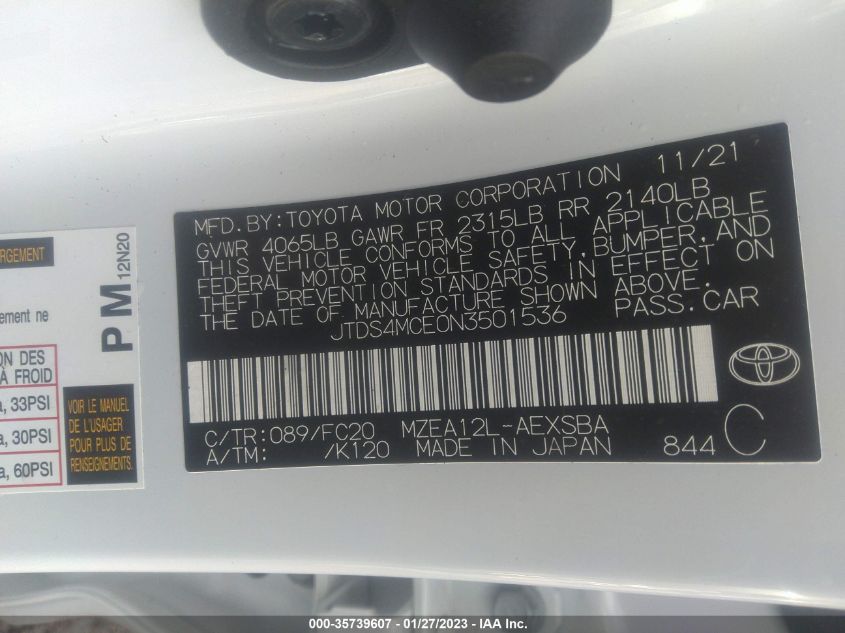 MFD. BY: TOYOTA MOTOR CORPORATION 11/21
GVWR 4065LB GAWR FR 2315LB RR 2140LB
THIS VEHICLE CONFORMS TO ALL APPLICABLE
FEDERAL MOTOR VEHICLE SAFETY, BUMPER, AND
THEFT PREVENTION STANDARDS IN EFFECT ON
THE DATE OF MANUFACTURE SHOWN ABOVE.
JTDS4MCE0N3501536 PASS. CAR
C/TR: 089/FC20 MZEA12L-AEXSBA
A/TM: /K120 MADE IN JAPAN 844 C
RGEMENT
PM 12N20
ement ne
ON DES
À FROID
a, 33PSI
a, 30PSI
a, 60PSI
VOIR LE MANUEL
DE L'USAGER
POUR PLUS DE
RENSEIGNEMENTS.
000-35739607 - 01/27/2023 - IAA Inc.